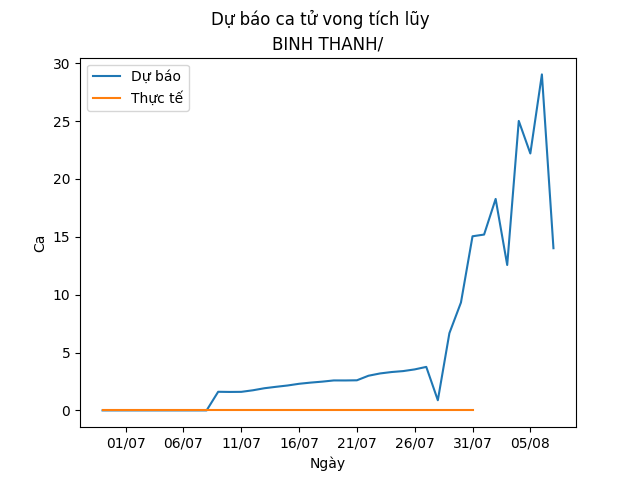 Dự báo ca tử vong tích lũy
BINH THANH/
Dự báo
Thực tế
Ca
30
25
20
15
10
5
0
01/07 06/07 11/07 16/07 21/07 26/07 31/07 05/08
Ngày